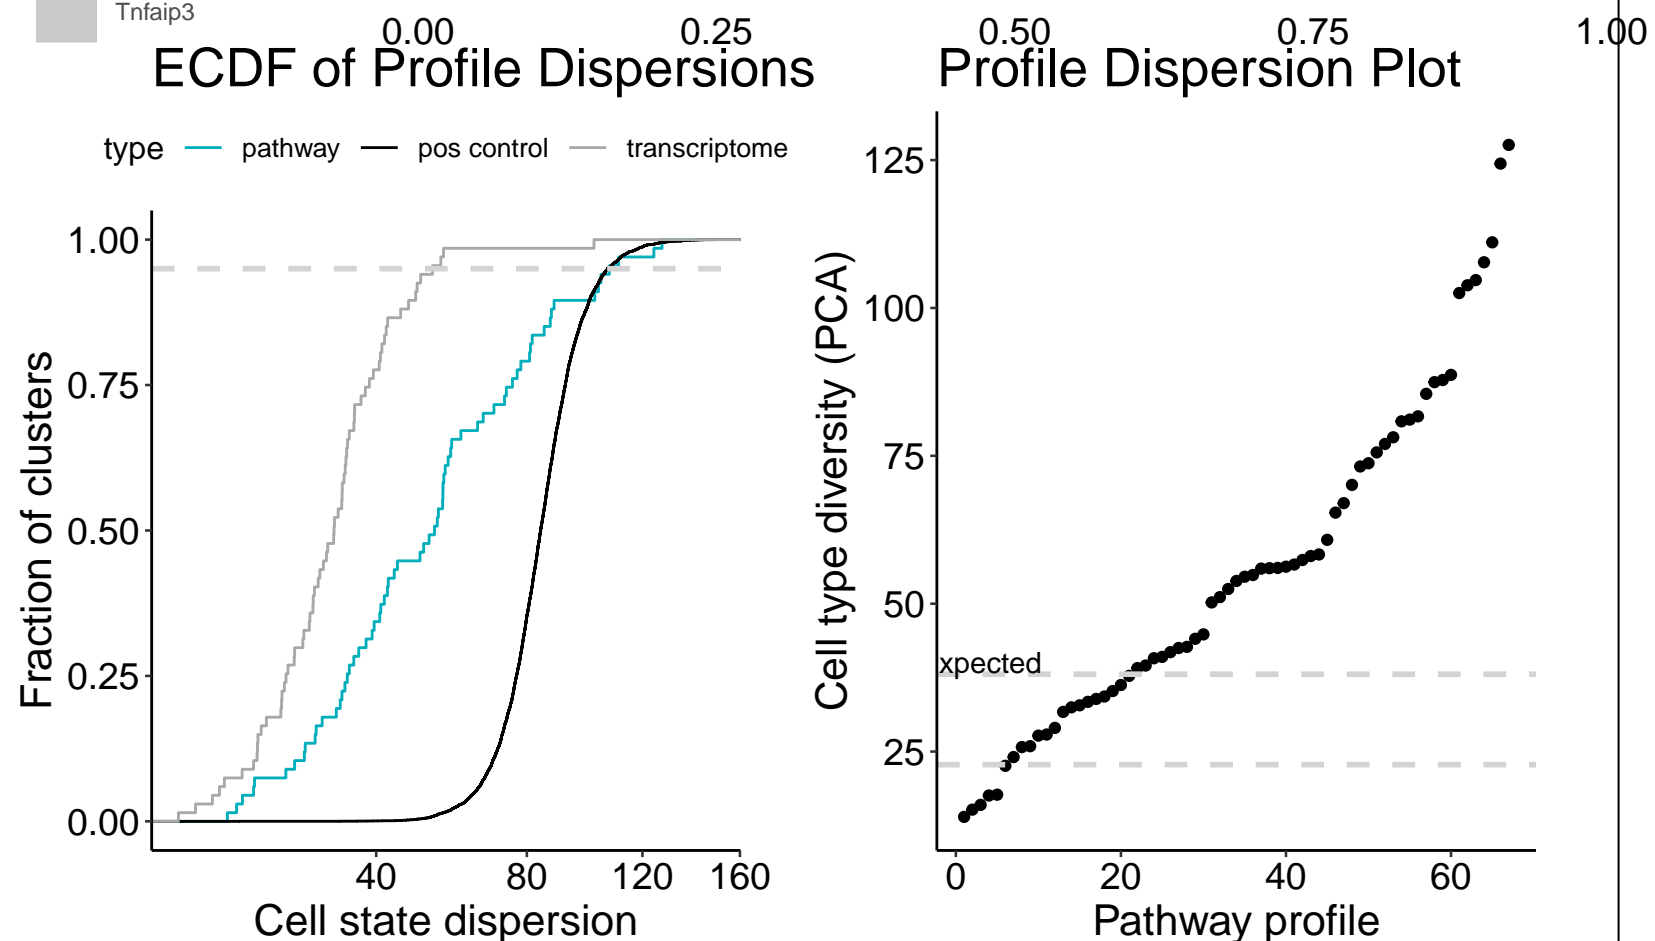 Tnfaip3
0.00 0.25 0.50 0.75 1.00
ECDF of Profile Dispersions
type pathway pos control transcriptome
1.00
0.75
0.50
0.25
0.00
Fraction of clusters
40 80 120 160
Cell state dispersion
Profile Dispersion Plot
125
100
75
50
25
Cell type diversity (PCA)
xpected
0 20 40 60
Pathway profile